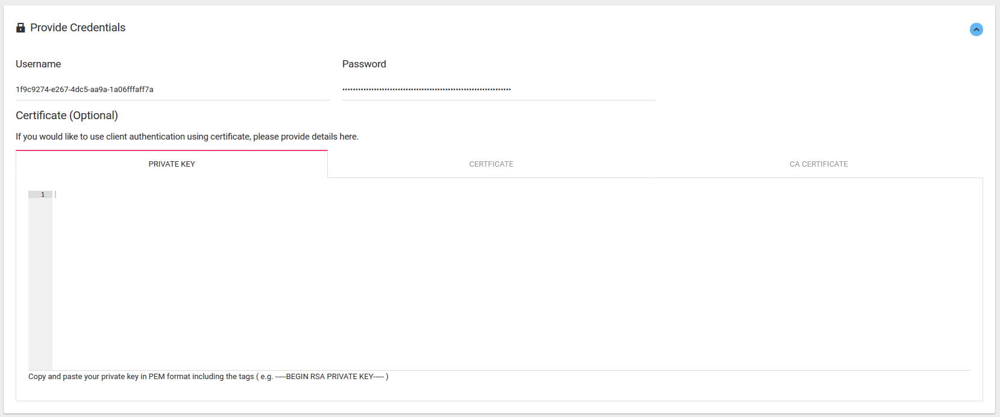 Provide Credentials
Username
Password
1f9c9274-e267-4dc5-aa9a-1a06fffaff7a
••••••••••••••••••••••••••••••••••••••••••••••••••••••••••••••••
Certificate (Optional)
If you would like to use client authentication using certificate, please provide details here.
PRIVATE KEY
CERTFICATE
CA CERTIFICATE
1
Copy and paste your private key in PEM format including the tags ( e.g. -----BEGIN RSA PRIVATE KEY----- )